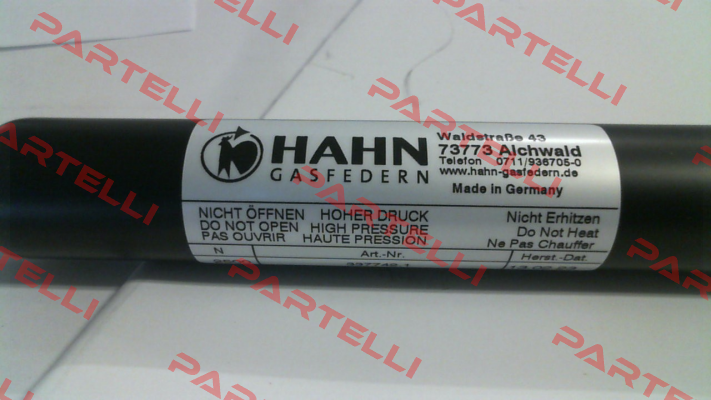 HAHN
GASFEDERN
Waldstraße 43
73773 Aichwald
Telefon 0711/936705-0
www.hahn-gasfedern.de
Made in Germany
NICHT ÖFFNEN HOHER DRUCK Nicht Erhitzen
DO NOT OPEN HIGH PRESSURE Do Not Heat
PAS OUVRIR HAUTE PRESSION Ne Pas Chauffer
N Art.-Nr. Herst.-Dat.
PARTELLI
PARTELLI
PARTELLI
PARTELLI
PARTELLI
PARTELLI